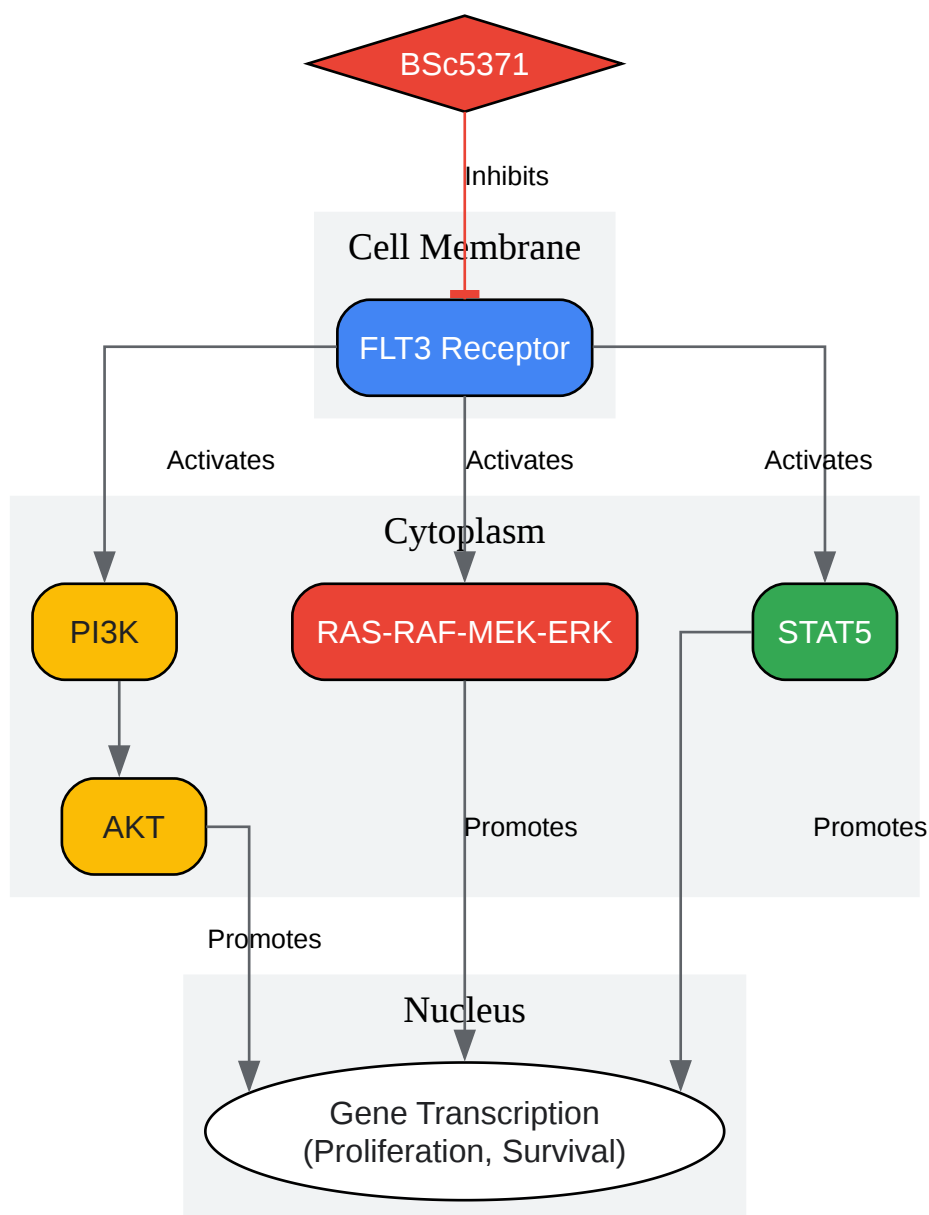 BSc5371
Inhibits
Cell Membrane
FLT3 Receptor
Activates
Activates
Activates
Cytoplasm
PI3K
RAS-RAF-MEK-ERK
STAT5
AKT
Promotes
Promotes
Promotes
Nucleus
Gene Transcription
(Proliferation, Survival)